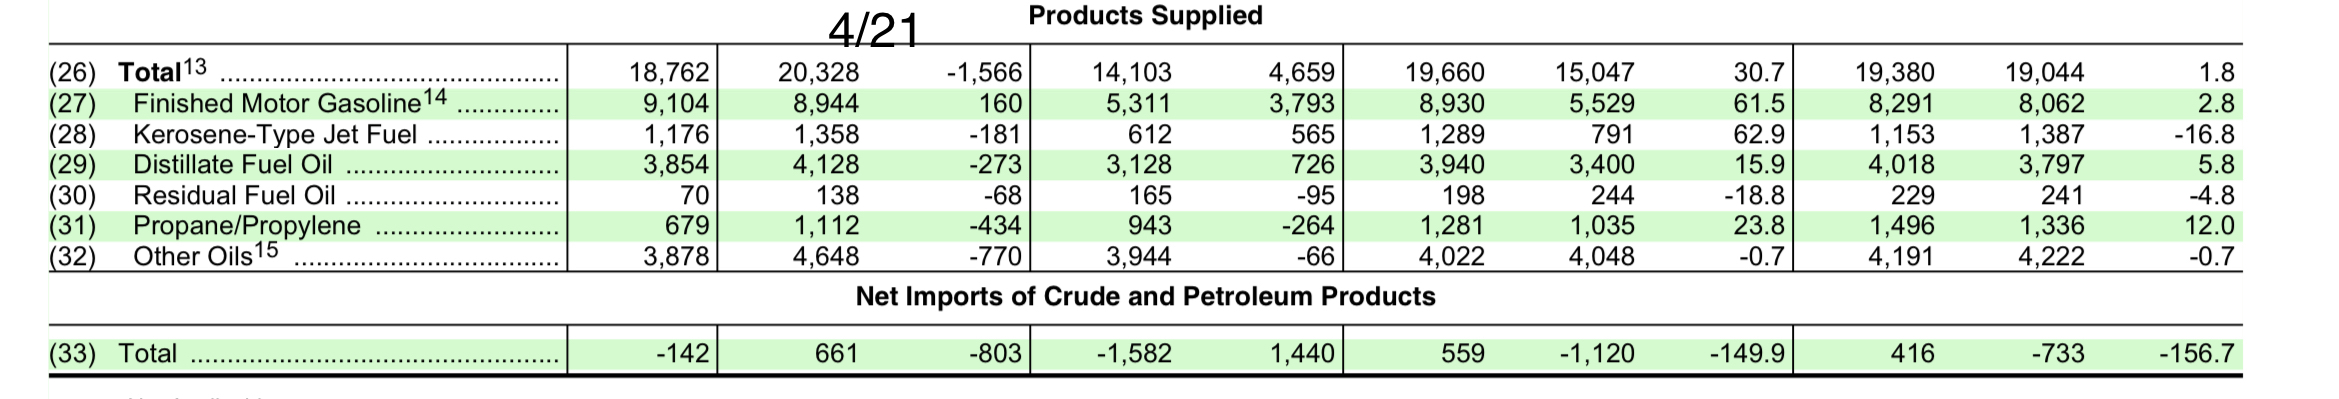 Products Supplied
4/21
(26) Total13 ............................................. 18,762 20,328 -1,566 14,103 4,659 19,660 15,047 30.7 19,380 19,044 1.8
(27) Finished Motor Gasoline14 .............. 9,104 8,944 160 5,311 3,793 8,930 5,529 61.5 8,291 8,062 2.8
(28) Kerosene-Type Jet Fuel .................. 1,176 1,358 -181 612 565 1,289 791 62.9 1,153 1,387 -16.8
(29) Distillate Fuel Oil ............................. 3,854 4,128 -273 3,128 726 3,940 3,400 15.9 4,018 3,797 5.8
(30) Residual Fuel Oil ............................. 70 138 -68 165 -95 198 244 -18.8 229 241 -4.8
(31) Propane/Propylene ......................... 679 1,112 -434 943 -264 1,281 1,035 23.8 1,496 1,336 12.0
(32) Other Oils15 .................................... 3,878 4,648 -770 3,944 -66 4,022 4,048 -0.7 4,191 4,222 -0.7
Net Imports of Crude and Petroleum Products
(33) Total .................................................. -142 661 -803 -1,582 1,440 559 -1,120 -149.9 416 -733 -156.7